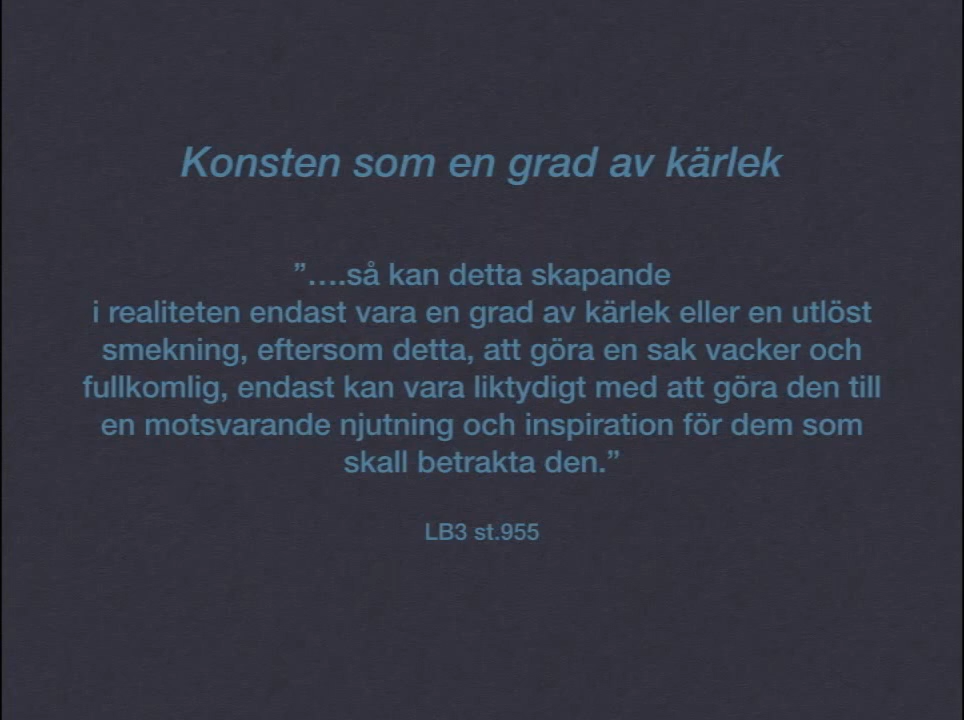 Konsten som en grad av kärlek
”….så kan detta skapande
i realiteten endast vara en grad av kärlek eller en utlöst
smekning, eftersom detta, att göra en sak vacker och
fullkomlig, endast kan vara liktydigt med att göra den till
en motsvarande njutning och inspiration för dem som
skall betrakta den.”
LB3 st.955